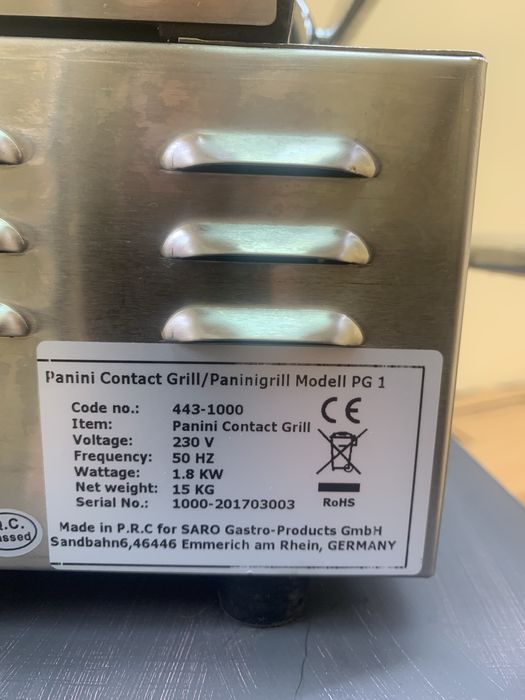 Panini Contact Grill/Paninigrill Modell PG 1
Code no.: 443-1000
Item: Panini Contact Grill
Voltage: 230 V
Frequency: 50 HZ
Wattage: 1.8 KW
Net weight: 15 KG
Serial No.: 1000-201703003
CE
RoHS
.C.
assed
Made in P.R.C for SARO Gastro-Products GmbH
Sandbahn6,46446 Emmerich am Rhein, GERMANY